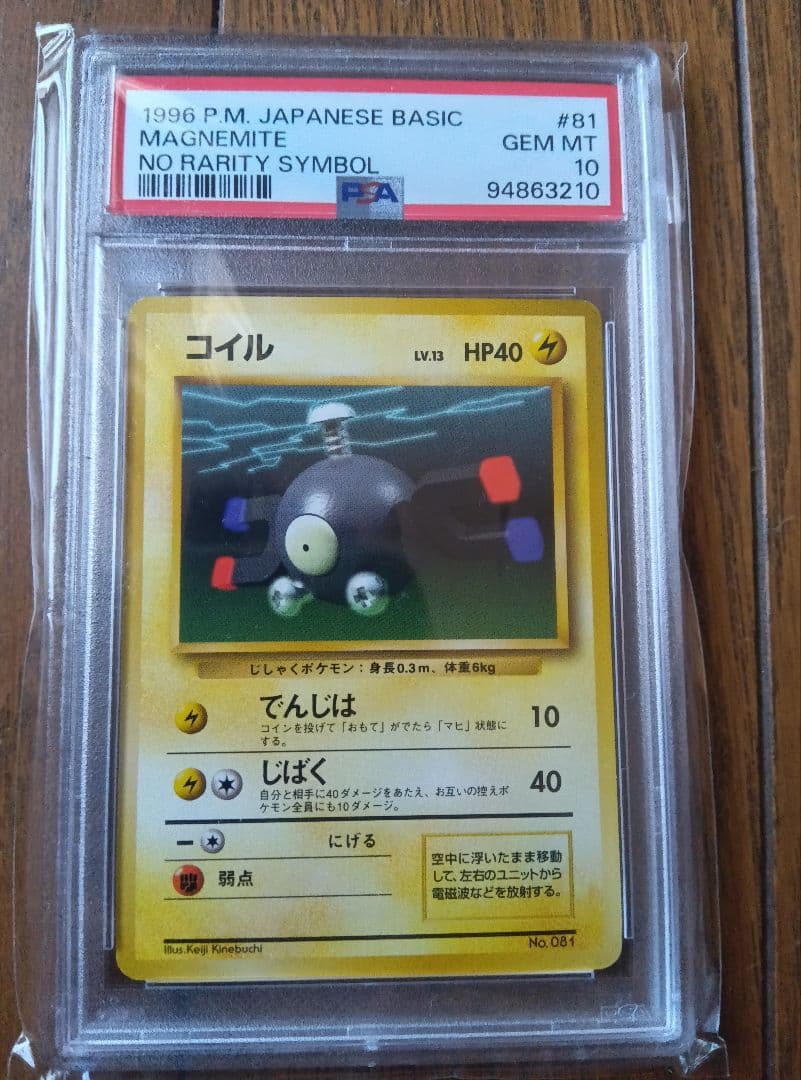 1996 P.M. JAPANESE BASIC #81
MAGNEMITE GEM MT
NO RARITY SYMBOL 10
PSA 94863210
コイル LV.13 HP40
じしゃくポケモン：身長0.3m、体重6kg
でんじは 10
コインを投げて「おもて」がでたら「マヒ」状態に
する。
じばく 40
自分と相手に40ダメージをあたえ、お互いの控えポ
ケモン全員にも10ダメージ。
にげる
弱点
空中に浮いたまま移動
して、左右のユニットから
電磁波などを放射する。
Illus.Keiji Kinebuchi No.081